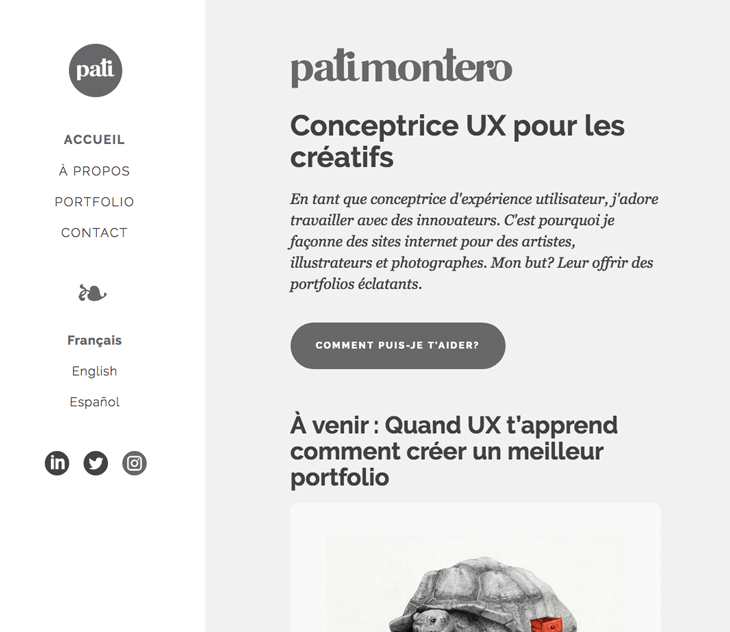 pati
ACCUEIL
À PROPOS
PORTFOLIO
CONTACT
Français
English
Español
in
patimontero
Conceptrice UX pour les
créatifs
En tant que conceptrice d'expérience utilisateur, j'adore
travailler avec des innovateurs. C'est pourquoi je
façonne des sites internet pour des artistes,
illustrateurs et photographes. Mon but? Leur offrir des
portfolios éclatants.
COMMENT PUIS-JE T'AIDER?
À venir : Quand UX t’apprend
comment créer un meilleur
portfolio